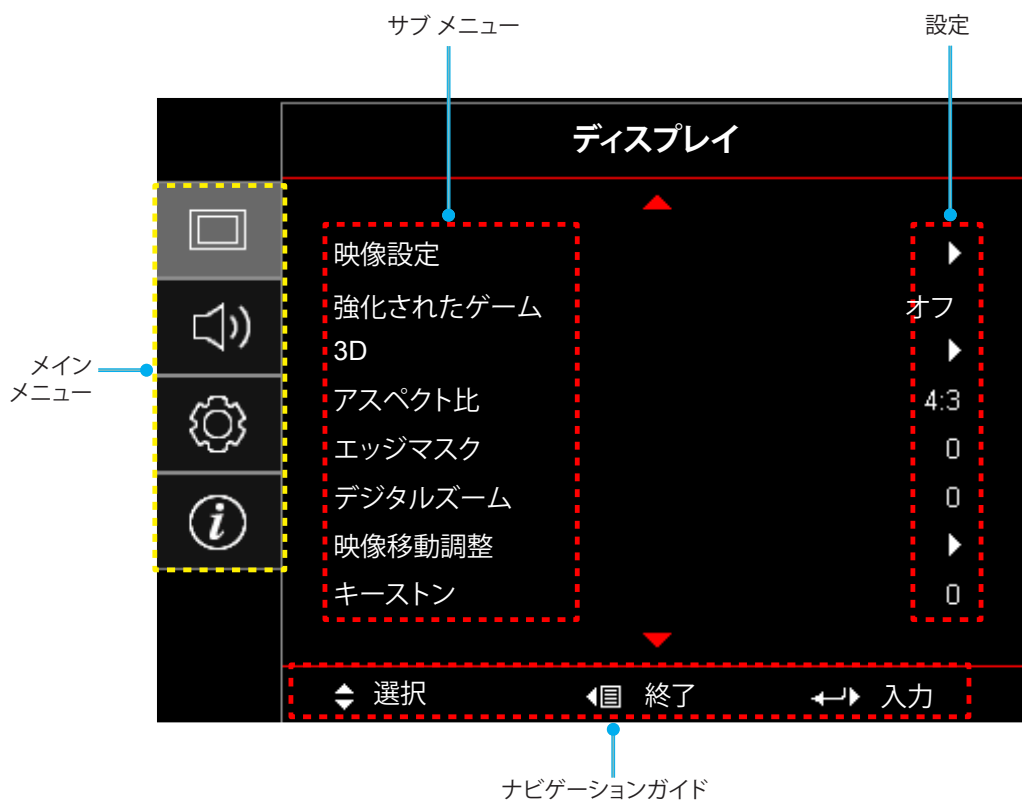 サブ メニュー
設定
ディスプレイ
映像設定
強化されたゲーム オフ
3D
メイン
メニュー
アスペクト比 4:3
エッジマスク 0
デジタルズーム 0
映像移動調整
キーストン 0
i
選択 終了 入力
ナビゲーションガイド